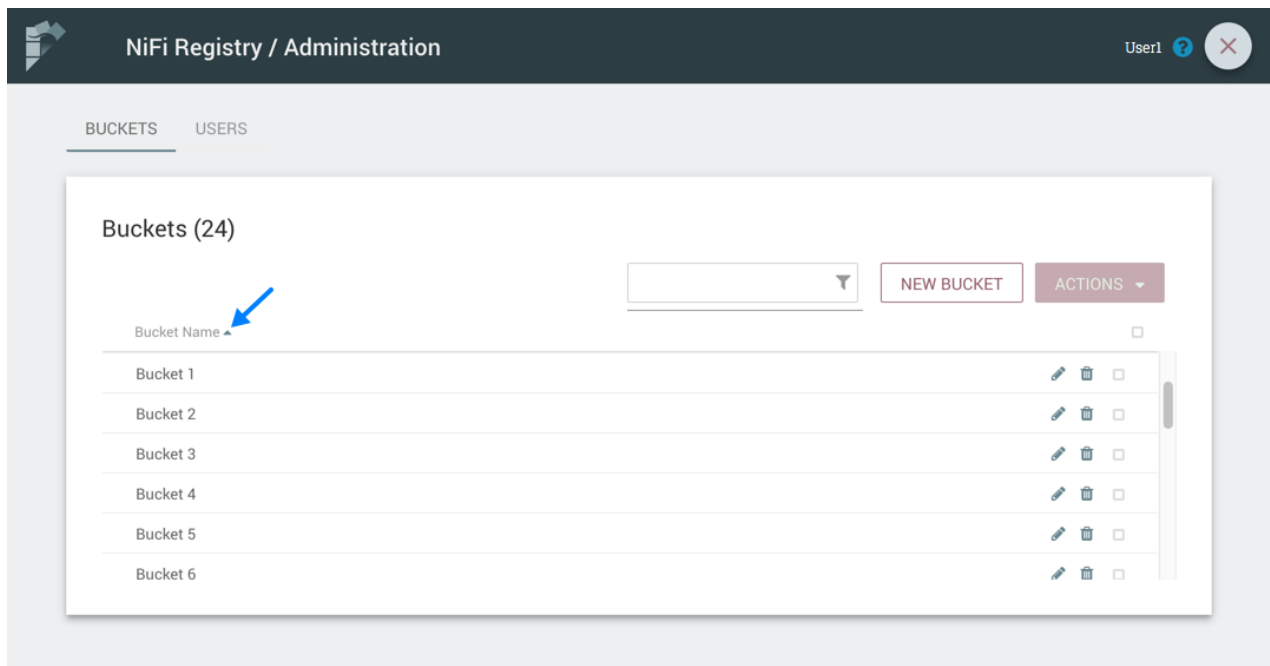 NiFi Registry / Administration
User1 ?
BUCKETS USERS
Buckets (24)
NEW BUCKET ACTIONS
Bucket Name
Bucket 1
Bucket 2
Bucket 3
Bucket 4
Bucket 5
Bucket 6